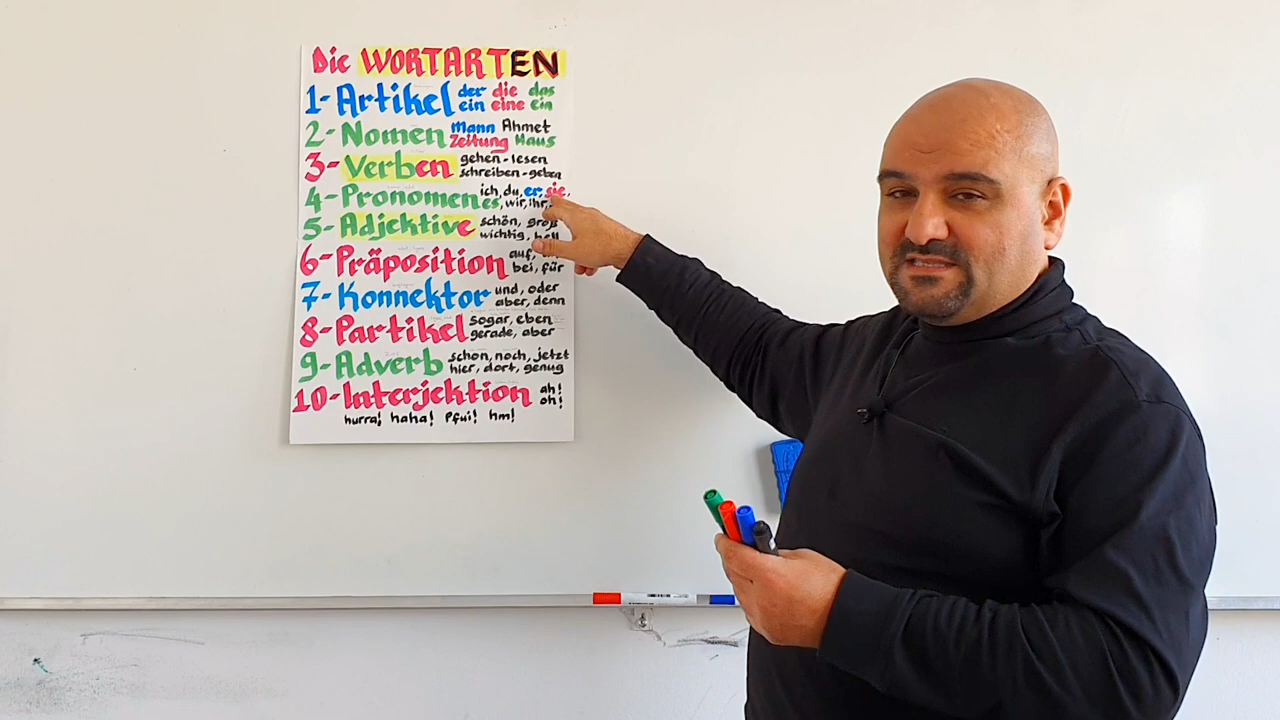 Die WORTARTEN
1- Artikel der die das
ein eine ein
2- Nomen Mann Ahmet
Zeitung Haus
3- Verben gehen - lesen
schreiben - geben
4- Pronomen ich, du, er, sie,
es, wir, ihr,
5- Adjektive schön, groß
wichtig, hell
6- Präposition auf,
bei, für
7- Konnektor und, oder
aber, denn
8- Partikel sogar, eben
gerade, aber
9- Adverb schon, noch, jetzt
hier, dort, genug
10- Interjektion ah!
oh!
hurra! haha! Pfui! hm!